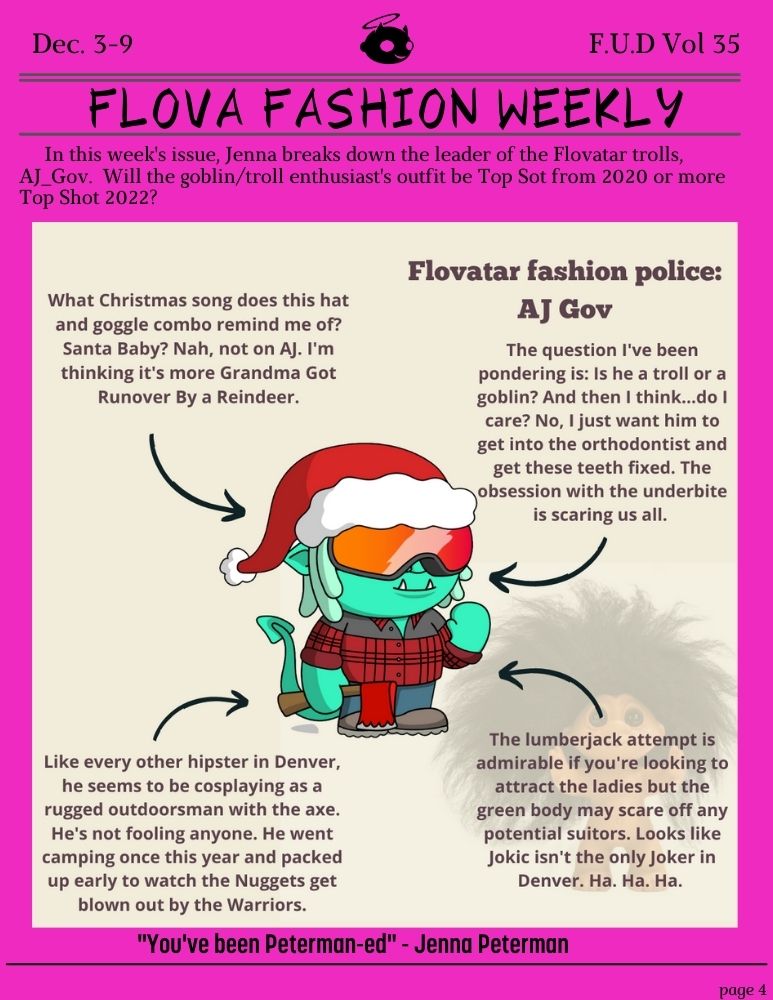 Dec. 3-9
F.U.D Vol 35
FLOVA FASHION WEEKLY
In this week's issue, Jenna breaks down the leader of the Flovatar trolls,
AJ_Gov. Will the goblin/troll enthusiast's outfit be Top Sot from 2020 or more
Top Shot 2022?
Flovatar fashion police:
AJ Gov
What Christmas song does this hat
and goggle combo remind me of?
Santa Baby? Nah, not on AJ. I'm
thinking it's more Grandma Got
Runover By a Reindeer.
The question I've been
pondering is: Is he a troll or a
goblin? And then I think...do I
care? No, I just want him to
get into the orthodontist and
get these teeth fixed. The
obsession with the underbite
is scaring us all.
Like every other hipster in Denver,
he seems to be cosplaying as a
rugged outdoorsman with the axe.
He's not fooling anyone. He went
camping once this year and packed
up early to watch the Nuggets get
blown out by the Warriors.
The lumberjack attempt is
admirable if you're looking to
attract the ladies but the
green body may scare off any
potential suitors. Looks like
Jokic isn't the only Joker in
Denver. Ha. Ha. Ha.
"You've been Peterman-ed" - Jenna Peterman
page 4